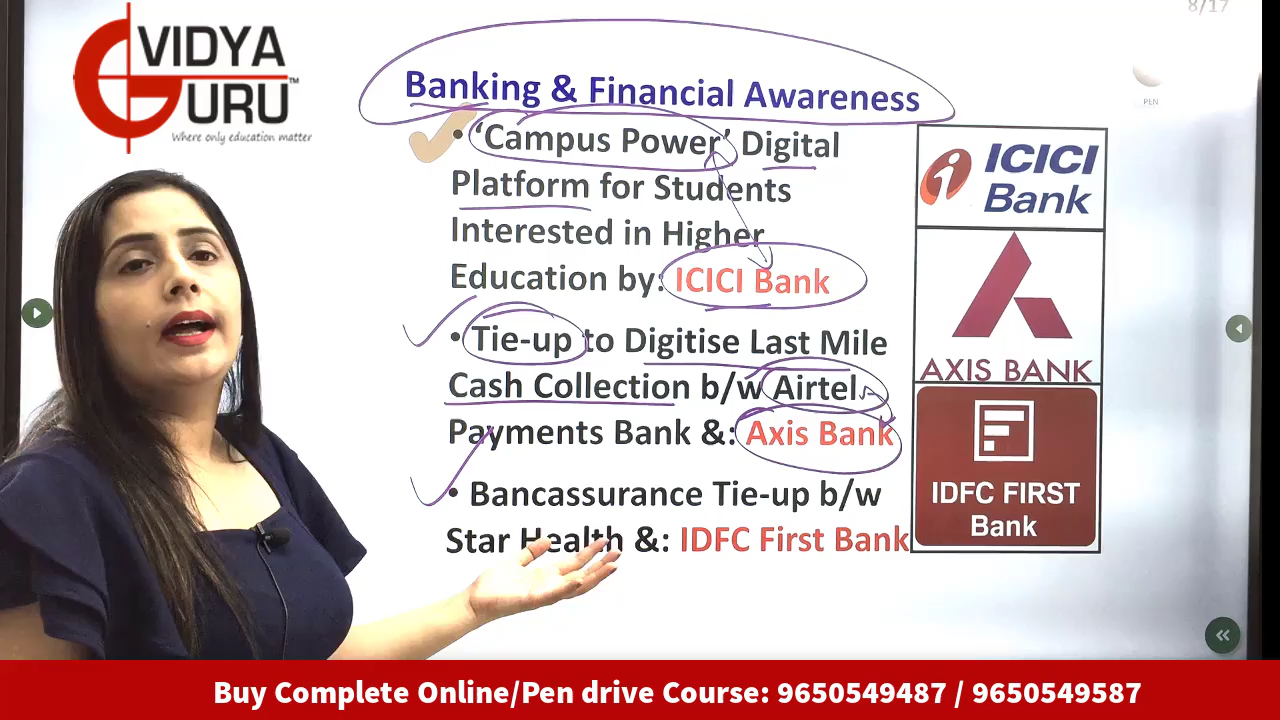 8/17
VIDYA
GURU™
Where only education matter
Banking & Financial Awareness
• ‘Campus Power’ Digital
Platform for Students
Interested in Higher
Education by: ICICI Bank
• Tie-up to Digitise Last Mile
Cash Collection b/w Airtel
Payments Bank &: Axis Bank
• Bancassurance Tie-up b/w
Star Health &: IDFC First Bank
ICICI
Bank
AXIS BANK
IDFC FIRST
Bank
PEN
Buy Complete Online/Pen drive Course: 9650549487 / 9650549587